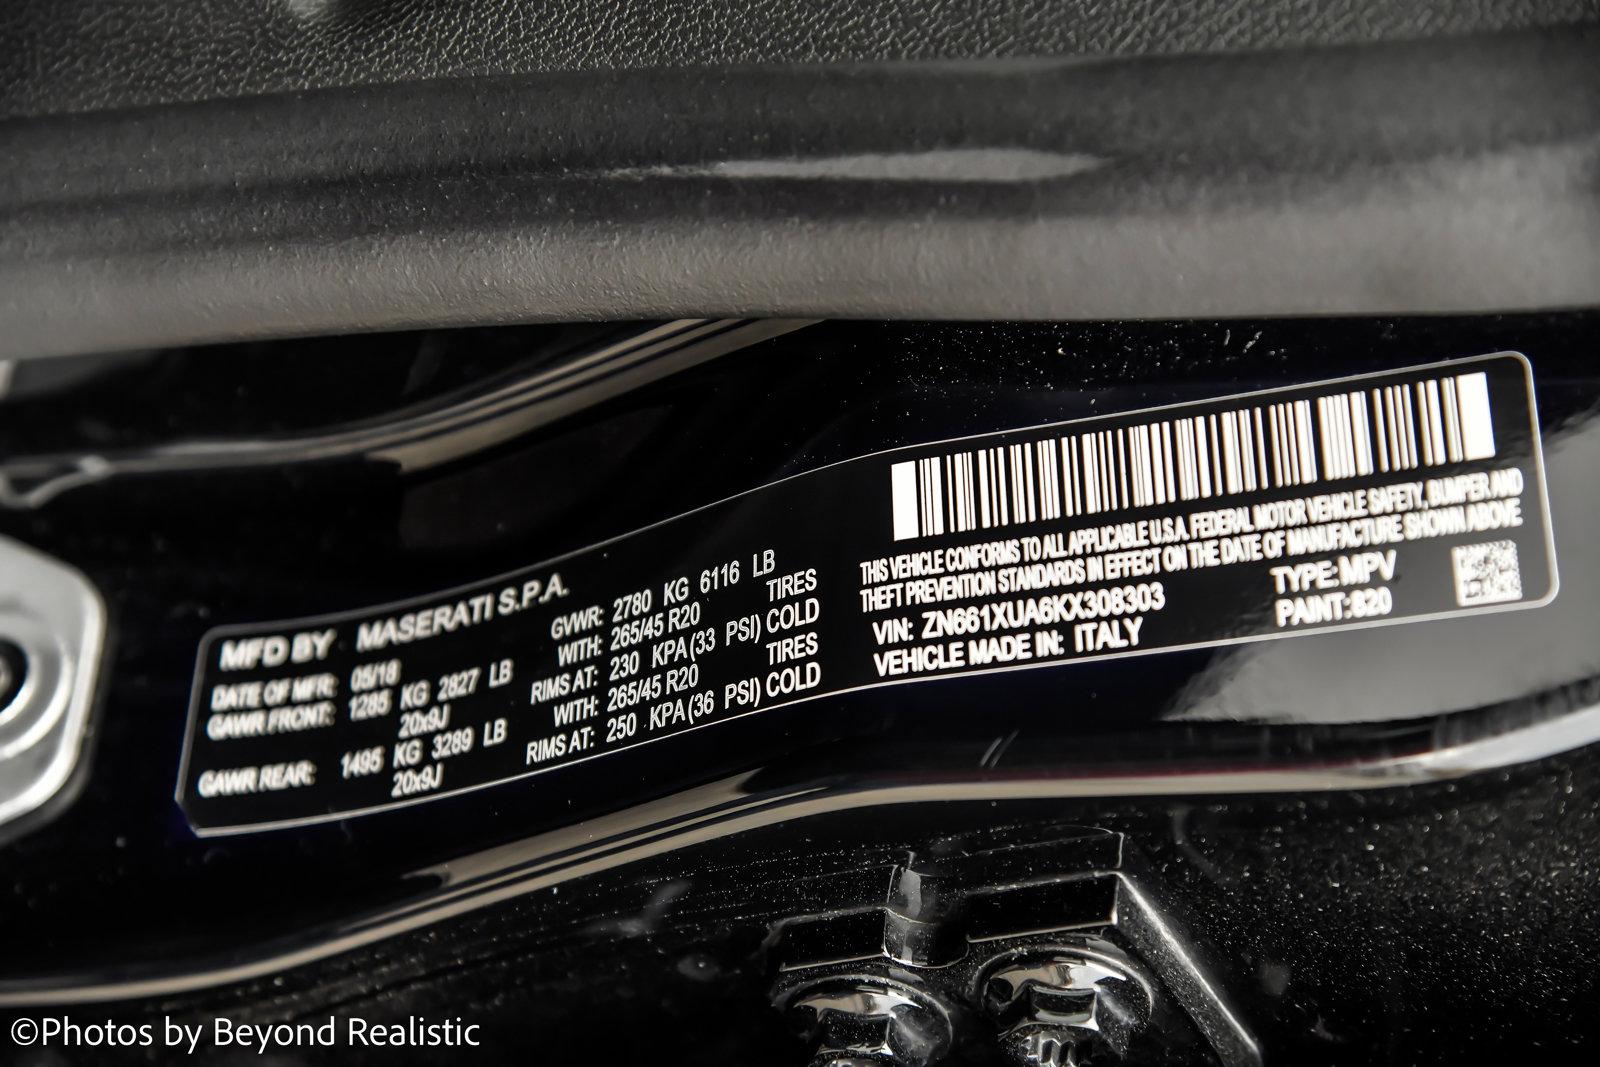 MFD BY MASERATI S.P.A.
DATE OF MFR: 05/18
GAWR FRONT: 1285 KG 2827 LB
20x9J
GAWR REAR: 1495 KG 3289 LB
20x9J
GVWR: 2780 KG 6116 LB
WITH: 265/45 R20 TIRES
RIMS AT: 230 KPA(33 PSI) COLD
WITH: 265/45 R20 TIRES
RIMS AT: 250 KPA(36 PSI) COLD
THIS VEHICLE CONFORMS TO ALL APPLICABLE U.S.A. FEDERAL MOTOR VEHICLE SAFETY, BUMPER AND
THEFT PREVENTION STANDARDS IN EFFECT ON THE DATE OF MANUFACTURE SHOWN ABOVE
VIN: ZN661XUA6KX308303 TYPE: MPV
VEHICLE MADE IN: ITALY PAINT: 820
©Photos by Beyond Realistic